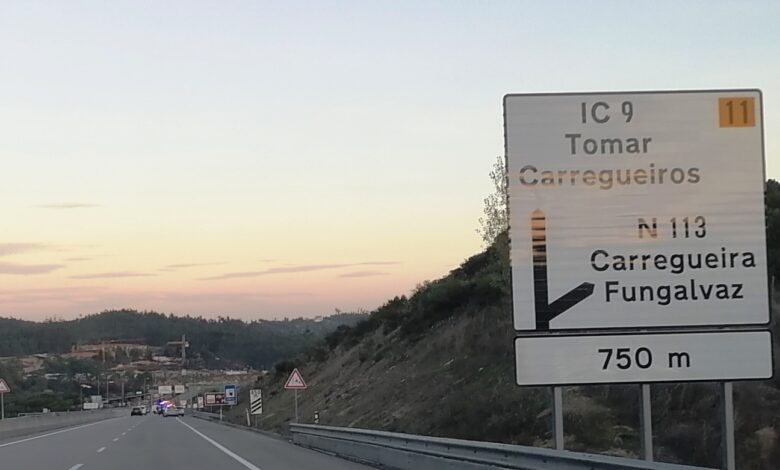 IC 9 11
Tomar
Carregueiros
N 113
Carregueira
Fungalvaz
750 m